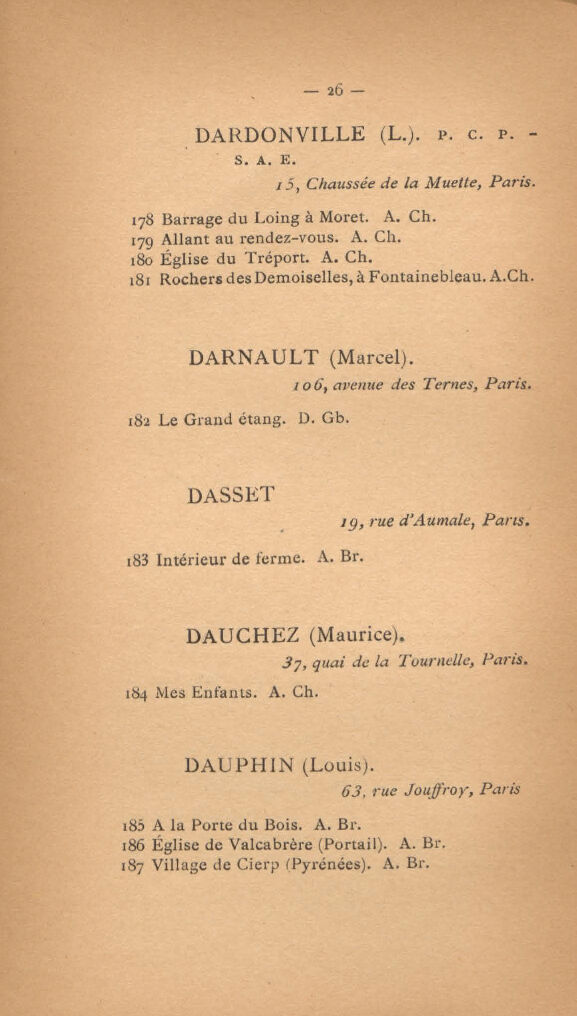 — 26 —
DARDONVILLE (L.). P. C. P. -
S. A. E.
15, Chaussée de la Muette, Paris.
178 Barrage du Loing à Moret. A. Ch.
179 Allant au rendez-vous. A. Ch.
180 Église du Tréport. A. Ch.
181 Rochers des Demoiselles, à Fontainebleau. A.Ch.
DARNAULT (Marcel).
106, avenue des Ternes, Paris.
182 Le Grand étang. D. Gb.
DASSET
19, rue d'Aumale, Paris.
183 Intérieur de ferme. A. Br.
DAUCHEZ (Maurice).
37, quai de la Tournelle, Paris.
184 Mes Enfants. A. Ch.
DAUPHIN (Louis).
63, rue Jouffroy, Paris
185 A la Porte du Bois. A. Br.
186 Église de Valcabrère (Portail). A. Br.
187 Village de Cierp (Pyrénées). A. Br.